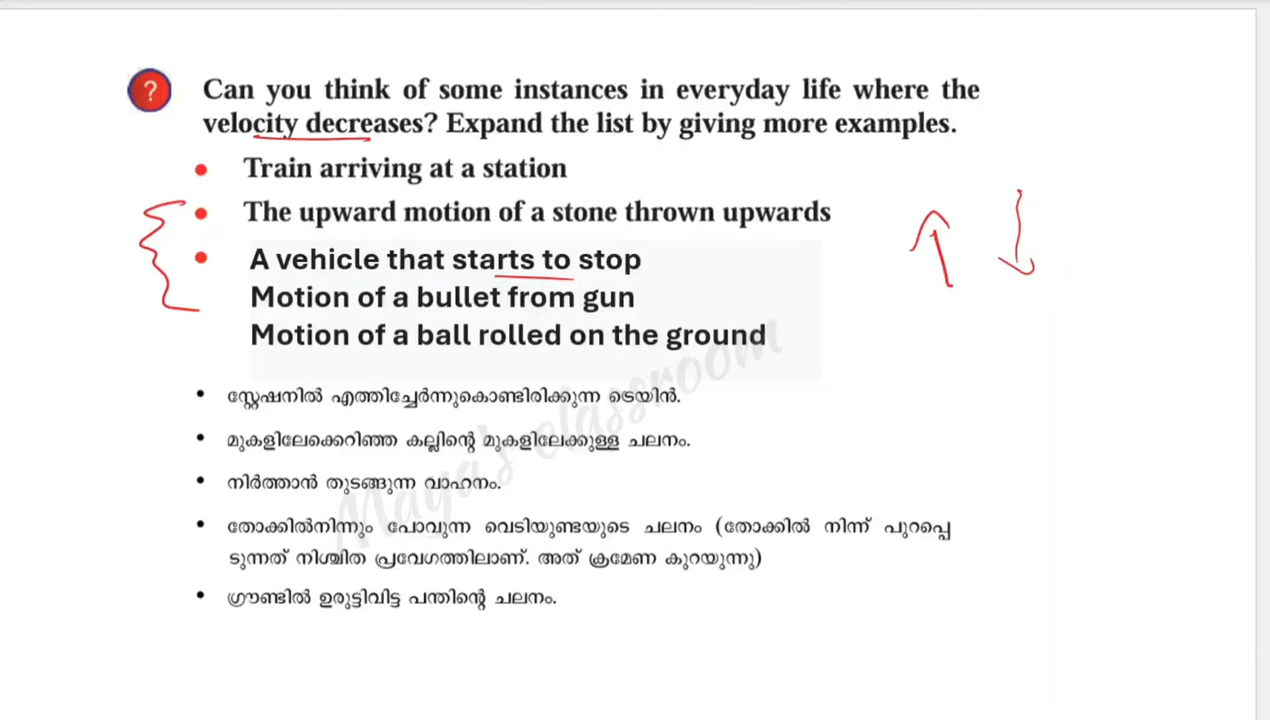 ?
Can you think of some instances in everyday life where the
velocity decreases? Expand the list by giving more examples.
• Train arriving at a station
• The upward motion of a stone thrown upwards
• A vehicle that starts to stop
Motion of a bullet from gun
Motion of a ball rolled on the ground
• സ്റ്റേഷനിൽ എത്തിച്ചേർന്നുകൊണ്ടിരിക്കുന്ന ടെയിൻ.
• മുകളിലേക്കെറിഞ്ഞ കല്ലിന്റെ മുകളിലേക്കുള്ള ചലനം.
• നിർത്താൻ തുടങ്ങുന്ന വാഹനം.
• തോക്കിൽനിന്നും പോവുന്ന വെടിയുണ്ടയുടെ ചലനം (തോക്കിൽ നിന്ന് പുറപ്പെ
ടുന്നത് നിശ്ചിത പ്രവേഗത്തിലാണ്. അത് ക്രമേണ കുറയുന്നു)
• ഗ്രൗണ്ടിൽ ഉരുട്ടിവിട്ട പന്തിന്റെ ചലനം.
Maya's classroom